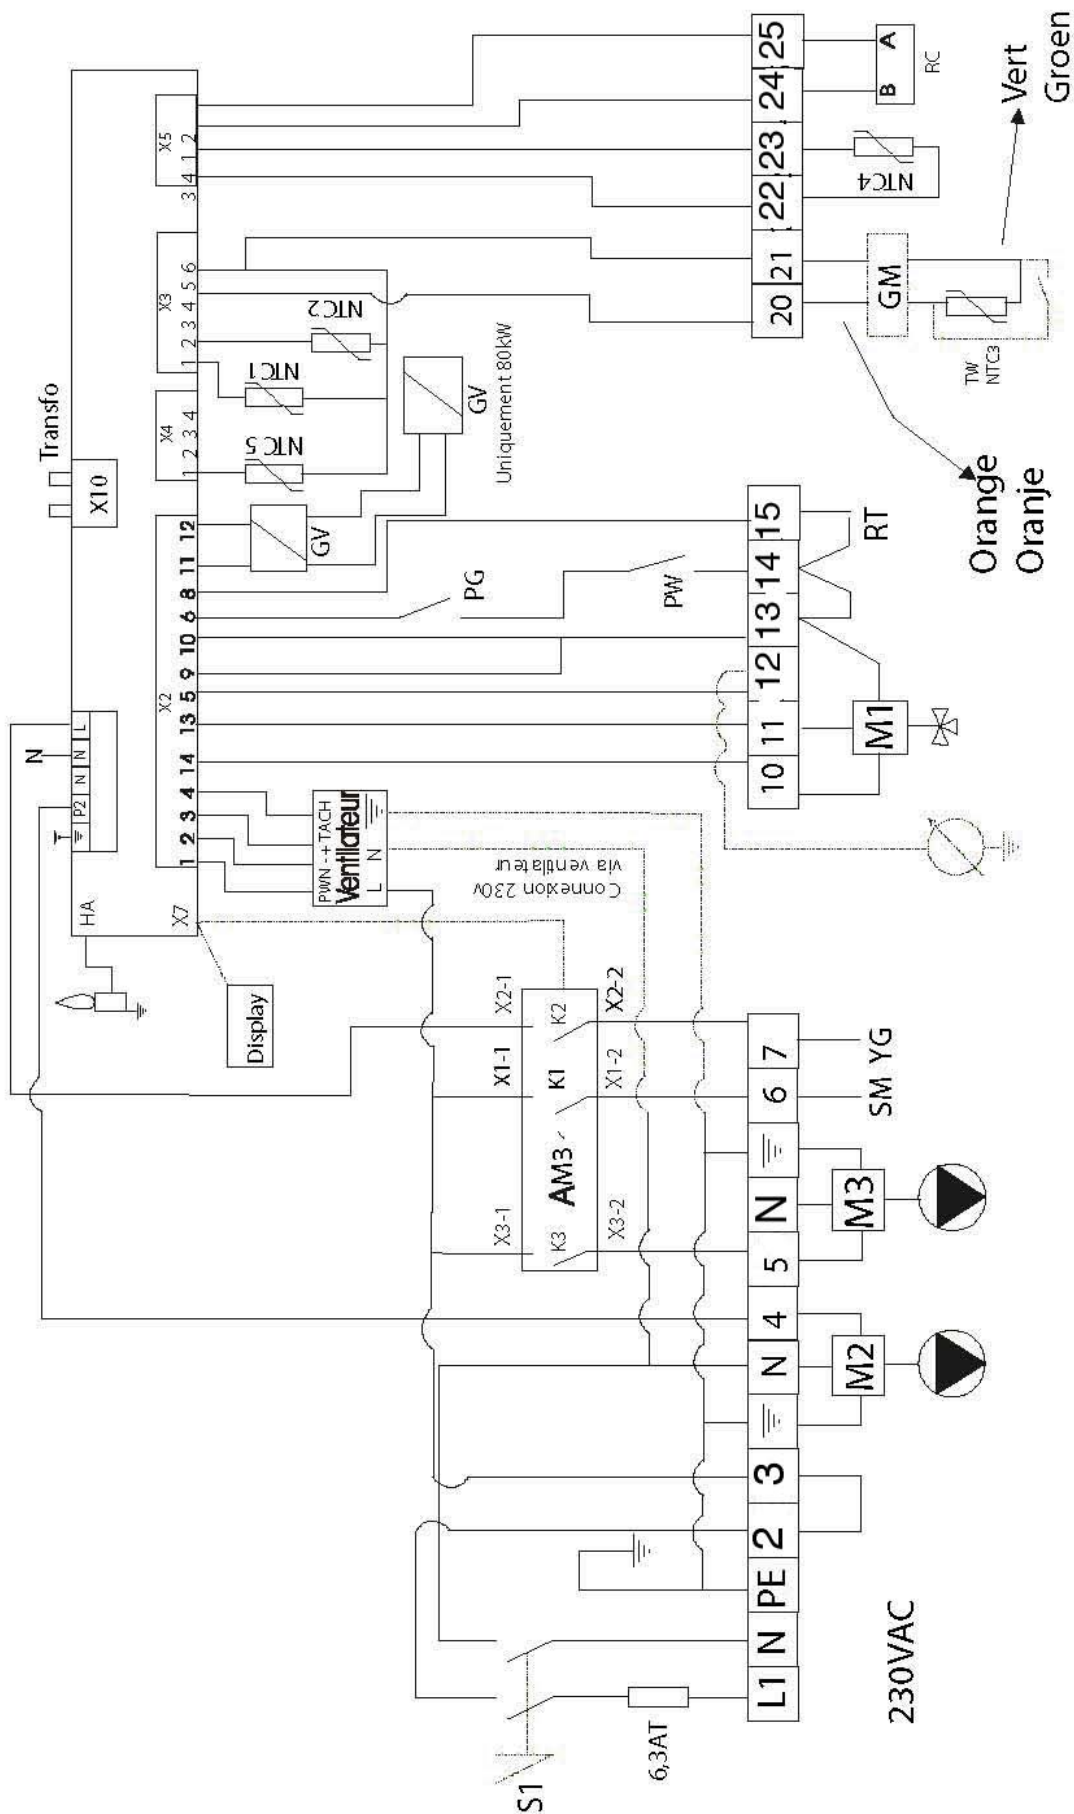 Transfo
X10
N
P2 N N L
HA
X7
X2
1 2 3 4 14 13 5 9 10 6 8 11 12
X4
1 2 3 4
X3
1 2 3 4 5 6
X5
3 4 1 2
NTC5
NTC1
NTC2
GV
GV
Uniquement 80kW
PWN - + TACH
Ventilateur
L N
Connexion 230v
via ventilateur
Display
PG
PW
X3-1
X1-1
X2-1
K3
AM3
K1
K2
X3-2
X1-2
X2-2
S1
6,3AT
L1 N PE 2 3 N 4 5 N 6 7
10 11 12 13 14 15
20 21 22 23 24 25
230VAC
M2
M3
SM YG
M1
RT
GM
TW
NTC3
NTC4
B A
RC
Orange
Oranje
Vert
Groen